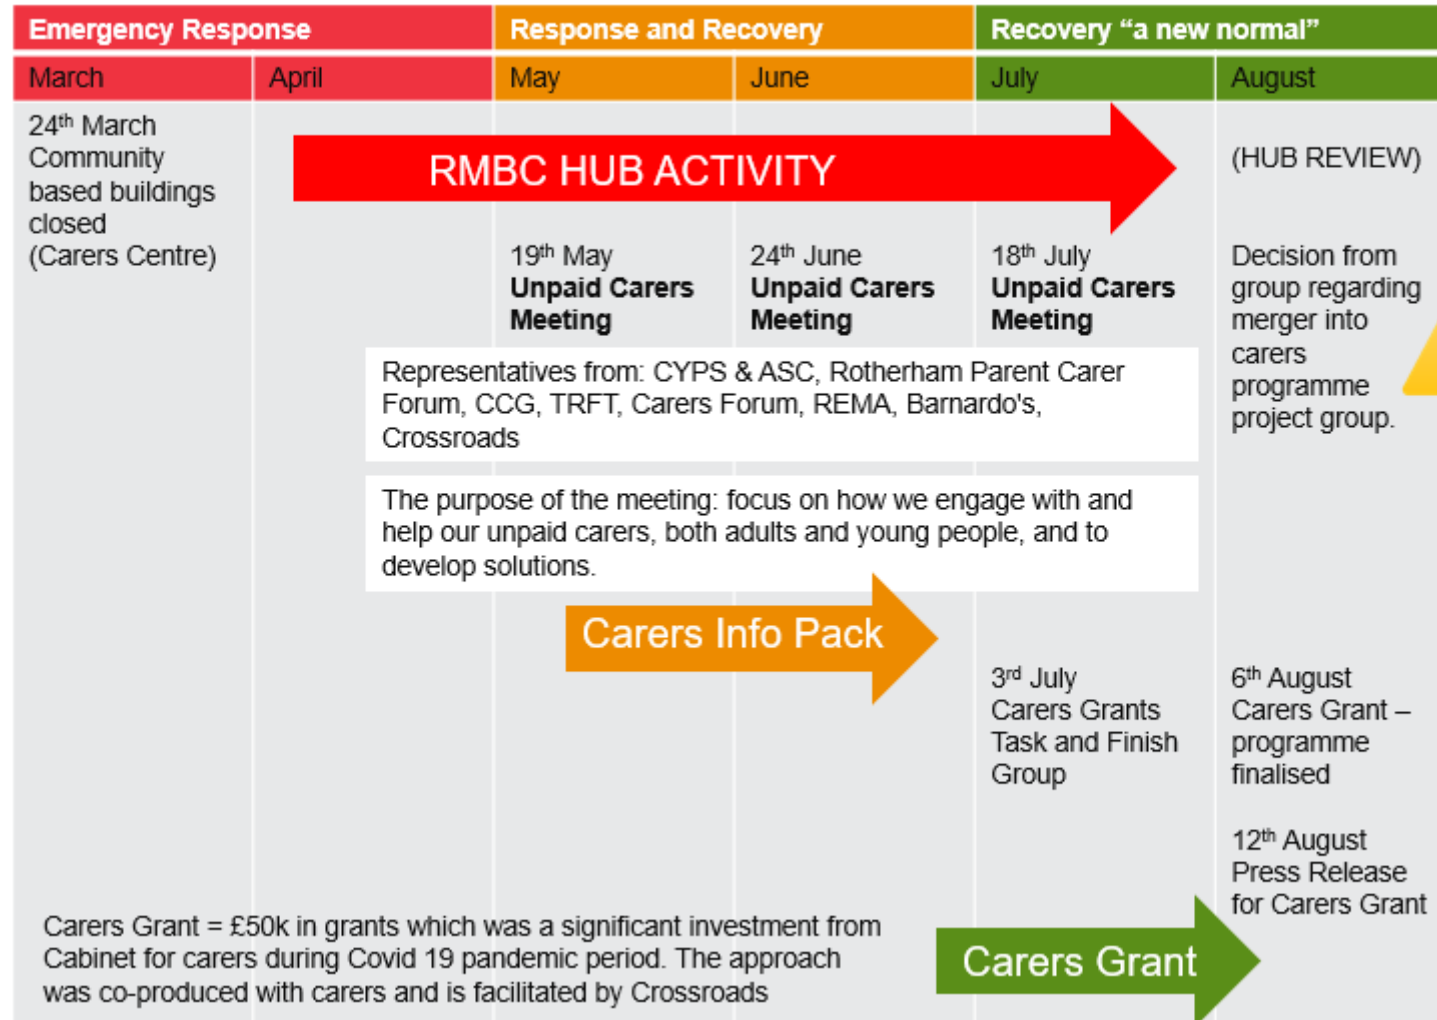 Emergency Response
Response and Recovery
Recovery “a new normal”
March
April
May
June
July
August
24th March
Community
based buildings
closed
(Carers Centre)
RMBC HUB ACTIVITY
(HUB REVIEW)
19th May
Unpaid Carers
Meeting
24th June
Unpaid Carers
Meeting
18th July
Unpaid Carers
Meeting
Decision from
group regarding
merger into
carers
programme
project group.
Representatives from: CYPS & ASC, Rotherham Parent Carer
Forum, CCG, TRFT, Carers Forum, REMA, Barnardo's,
Crossroads
The purpose of the meeting: focus on how we engage with and
help our unpaid carers, both adults and young people, and to
develop solutions.
Carers Info Pack
3rd July
Carers Grants
Task and Finish
Group
6th August
Carers Grant –
programme
finalised
12th August
Press Release
for Carers Grant
Carers Grant = £50k in grants which was a significant investment from
Cabinet for carers during Covid 19 pandemic period. The approach
was co-produced with carers and is facilitated by Crossroads
Carers Grant